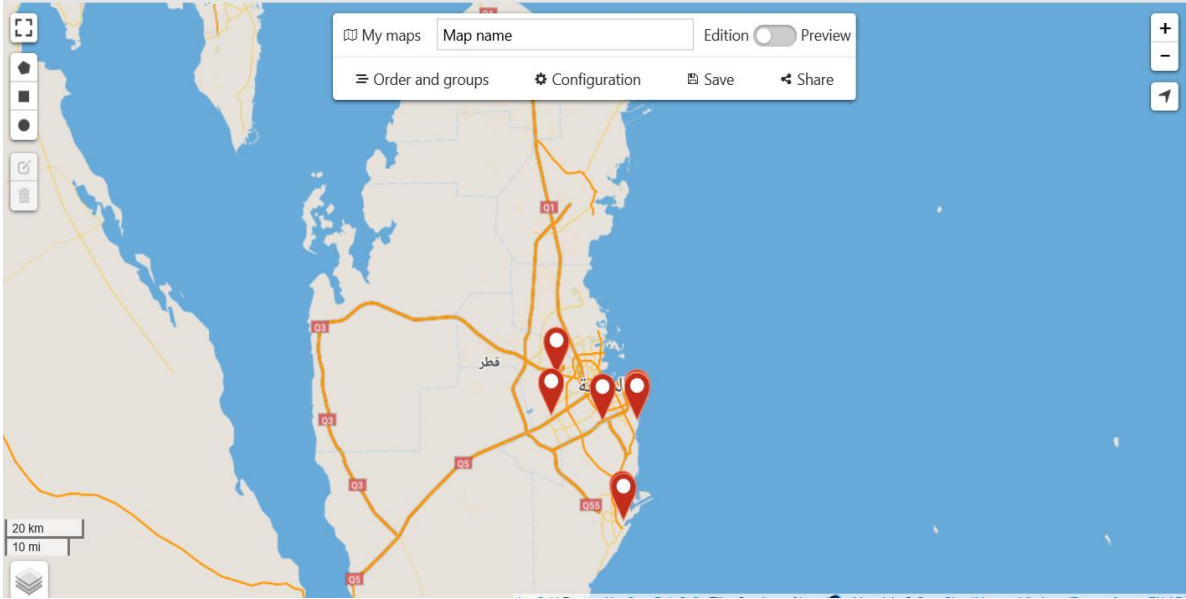 My maps Map name Edition Preview
Order and groups Configuration Save Share
+
−
Q1
Q1
Q3
قطر
Q3
Q5
Q3
Q55
20 km
10 mi
Q5